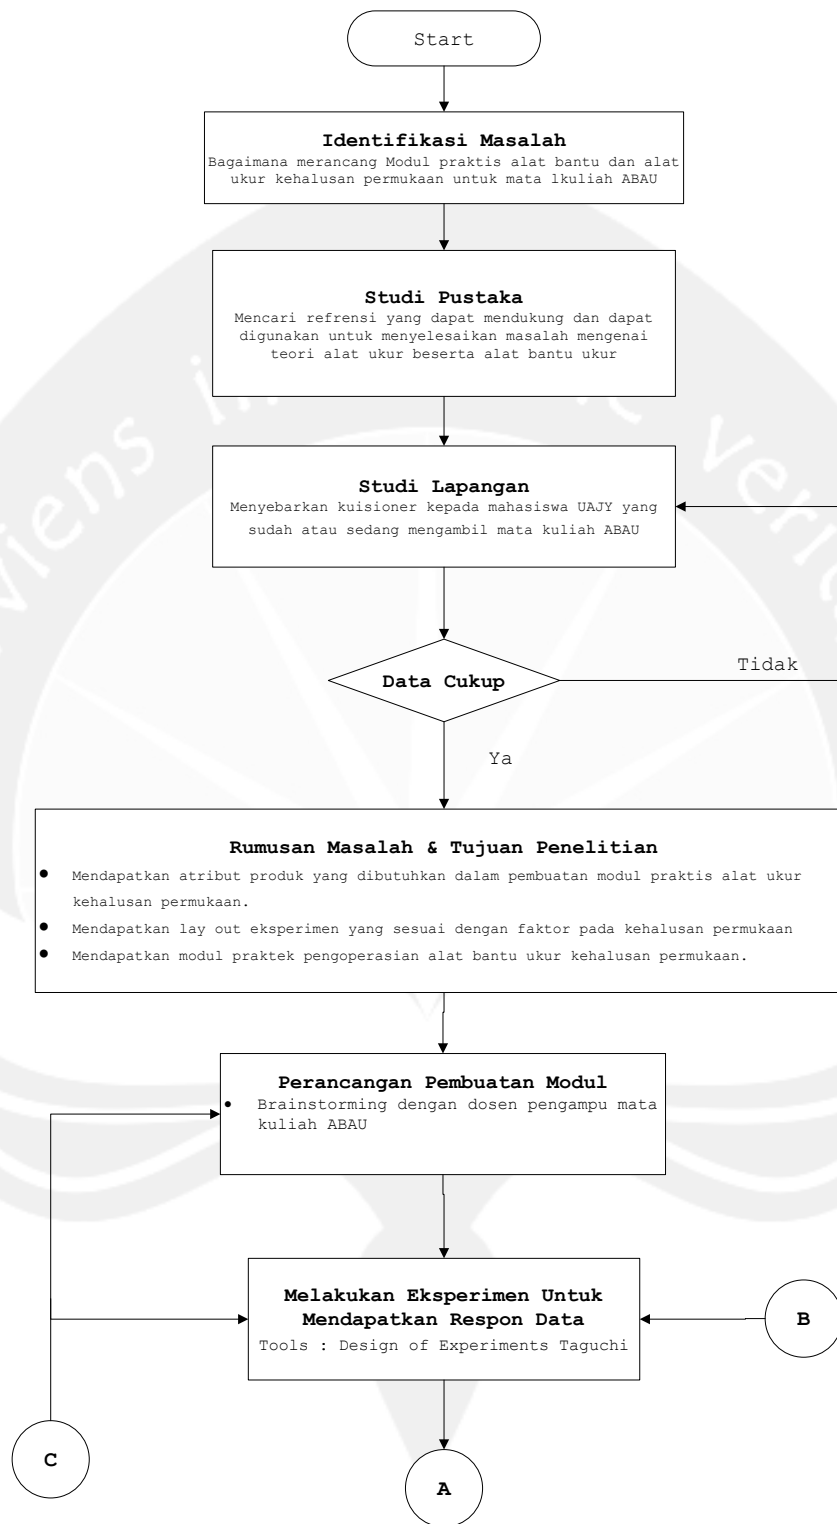 Start
Identifikasi Masalah
Bagaimana merancang Modul praktis alat bantu dan alat
ukur kehalusan permukaan untuk mata lkuliah ABAU
Studi Pustaka
Mencari refrensi yang dapat mendukung dan dapat
digunakan untuk menyelesaikan masalah mengenai
teori alat ukur beserta alat bantu ukur
Studi Lapangan
Menyebarkan kuisioner kepada mahasiswa UAJY yang
sudah atau sedang mengambil mata kuliah ABAU
Data Cukup
Tidak
Ya
Rumusan Masalah & Tujuan Penelitian
• Mendapatkan atribut produk yang dibutuhkan dalam pembuatan modul praktis alat ukur
kehalusan permukaan.
• Mendapatkan lay out eksperimen yang sesuai dengan faktor pada kehalusan permukaan
• Mendapatkan modul praktek pengoperasian alat bantu ukur kehalusan permukaan.
Perancangan Pembuatan Modul
• Brainstorming dengan dosen pengampu mata
kuliah ABAU
Melakukan Eksperimen Untuk
Mendapatkan Respon Data
Tools : Design of Experiments Taguchi
B
C
A